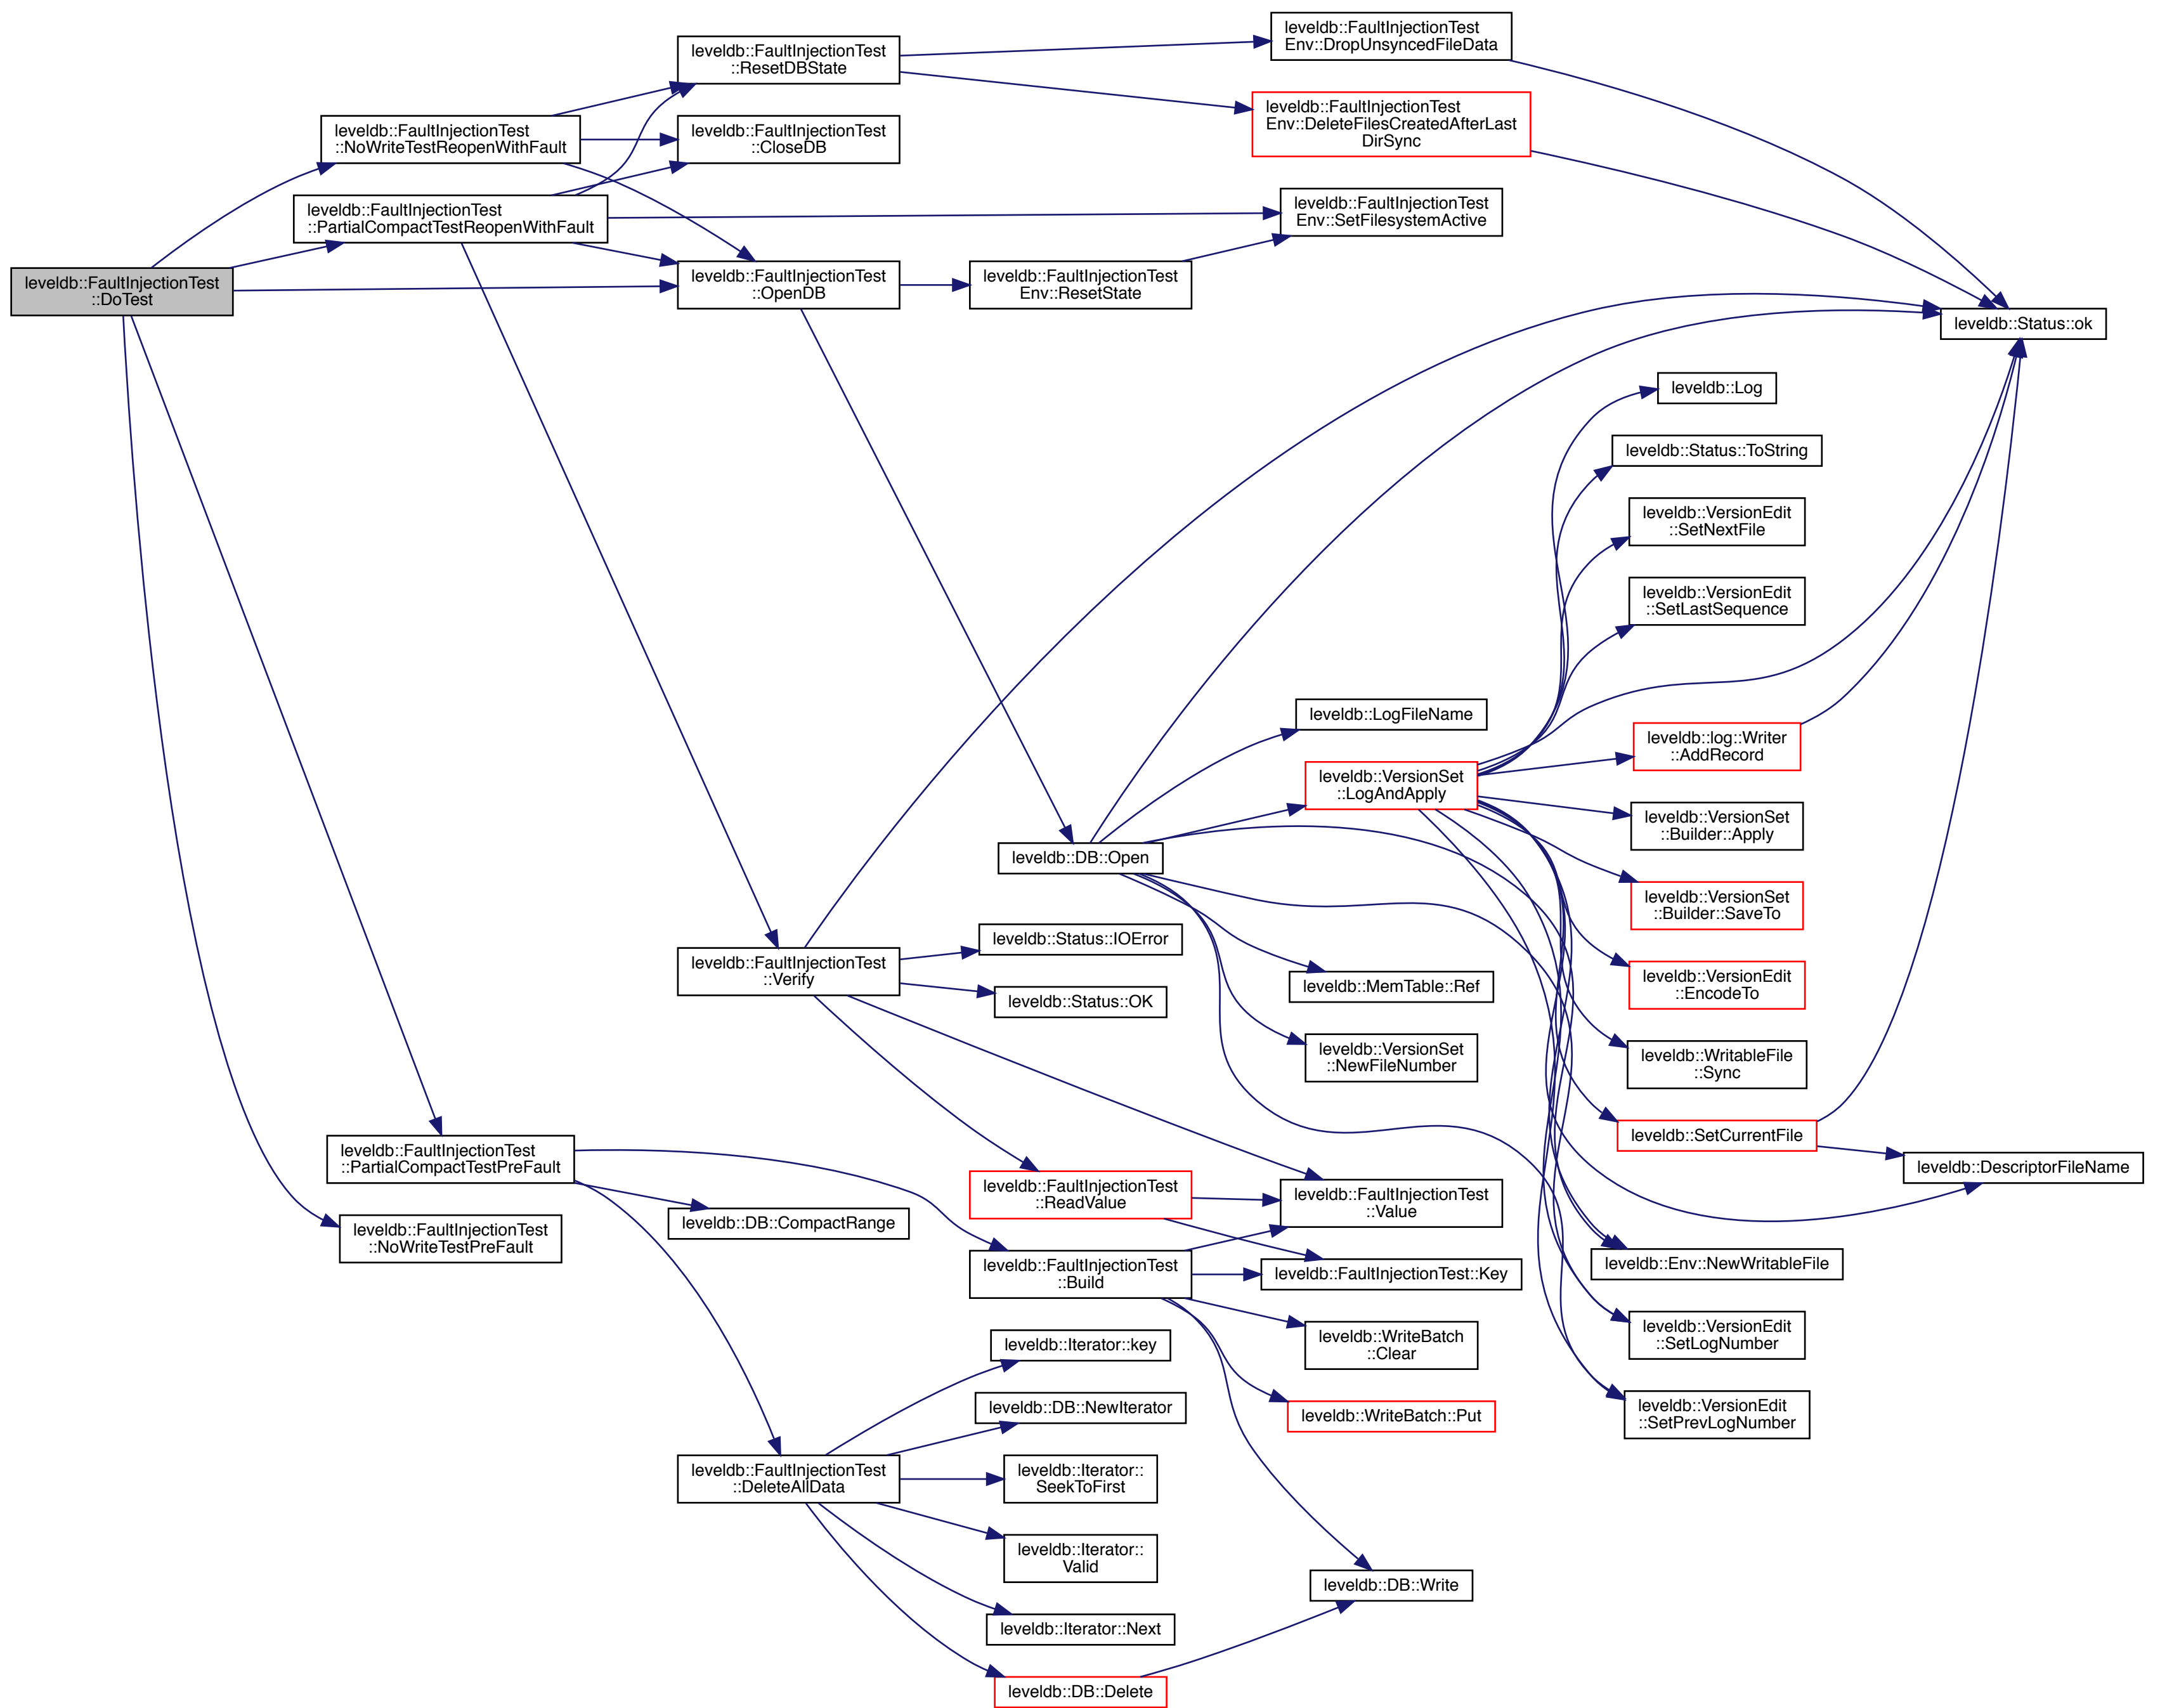 leveldb::FaultInjectionTest
::DoTest
leveldb::FaultInjectionTest
::NoWriteTestReopenWithFault
leveldb::FaultInjectionTest
::PartialCompactTestReopenWithFault
leveldb::FaultInjectionTest
::PartialCompactTestPreFault
leveldb::FaultInjectionTest
::NoWriteTestPreFault
leveldb::FaultInjectionTest
::ResetDBState
leveldb::FaultInjectionTest
::CloseDB
leveldb::FaultInjectionTest
::OpenDB
leveldb::FaultInjectionTest
::Verify
leveldb::DB::CompactRange
leveldb::FaultInjectionTest
::DeleteAllData
leveldb::FaultInjectionTest
Env::ResetState
leveldb::DB::Open
leveldb::Status::IOError
leveldb::Status::OK
leveldb::FaultInjectionTest
::ReadValue
leveldb::FaultInjectionTest
::Build
leveldb::Iterator::key
leveldb::DB::NewIterator
leveldb::Iterator::
SeekToFirst
leveldb::Iterator::
Valid
leveldb::Iterator::Next
leveldb::DB::Delete
leveldb::FaultInjectionTest
Env::DropUnsyncedFileData
leveldb::FaultInjectionTest
Env::DeleteFilesCreatedAfterLast
DirSync
leveldb::FaultInjectionTest
Env::SetFilesystemActive
leveldb::LogFileName
leveldb::VersionSet
::LogAndApply
leveldb::MemTable::Ref
leveldb::VersionSet
::NewFileNumber
leveldb::FaultInjectionTest
::Value
leveldb::FaultInjectionTest::Key
leveldb::WriteBatch
::Clear
leveldb::WriteBatch::Put
leveldb::DB::Write
leveldb::Log
leveldb::Status::ToString
leveldb::VersionEdit
::SetNextFile
leveldb::VersionEdit
::SetLastSequence
leveldb::log::Writer
::AddRecord
leveldb::VersionSet
::Builder::Apply
leveldb::VersionSet
::Builder::SaveTo
leveldb::VersionEdit
::EncodeTo
leveldb::WritableFile
::Sync
leveldb::SetCurrentFile
leveldb::Env::NewWritableFile
leveldb::VersionEdit
::SetLogNumber
leveldb::VersionEdit
::SetPrevLogNumber
leveldb::Status::ok
leveldb::DescriptorFileName